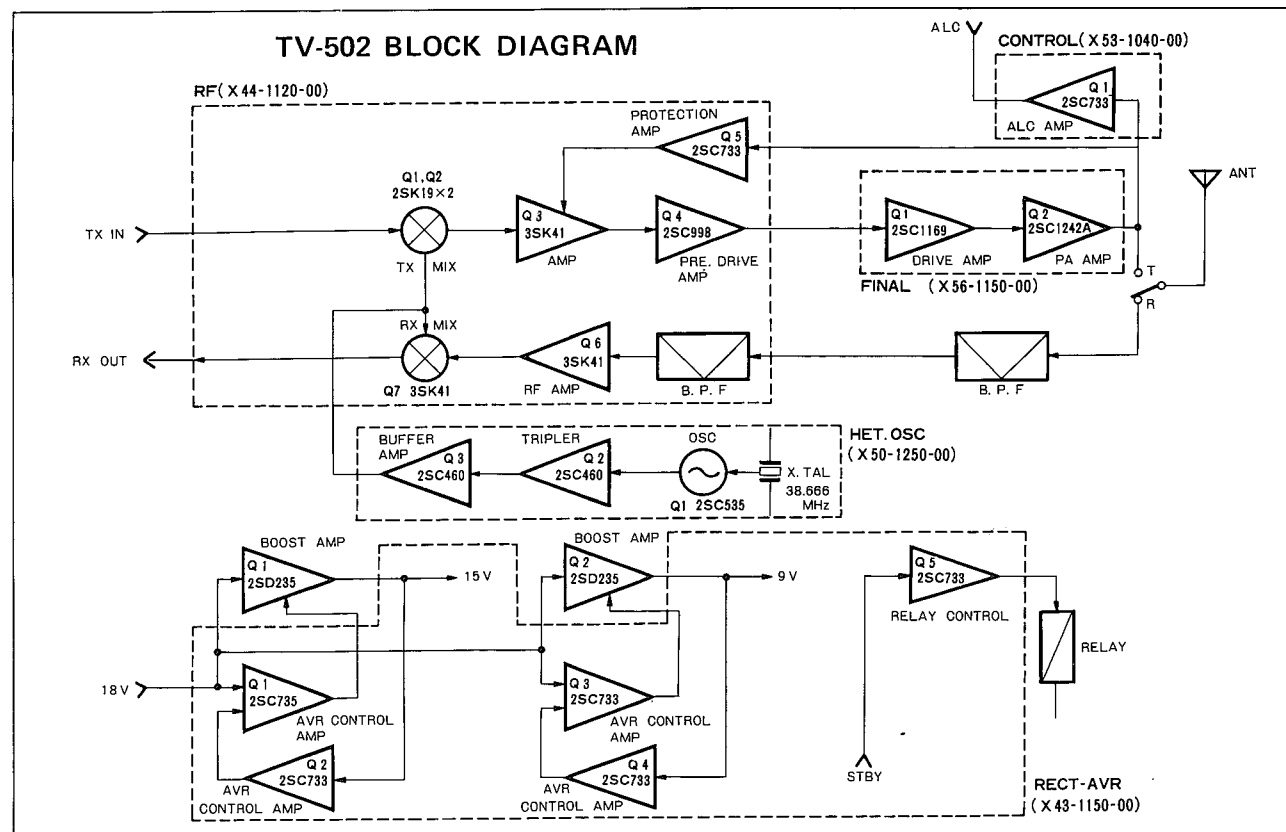 TV-502 BLOCK DIAGRAM
ALC
CONTROL (X53-1040-00)
Q1
2SC733
ALC AMP
RF (X44-1120-00)
PROTECTION
AMP
Q5
2SC733
Q1, Q2
2SK19×2
TX IN
TX MIX
Q3
3SK41
AMP
Q4
2SC998
PRE. DRIVE
AMP
Q1
2SC1169
DRIVE AMP
Q2
2SC1242A
PA AMP
FINAL (X56-1150-00)
ANT
T
R
RX MIX
RX OUT
Q7 3SK41
Q6
3SK41
RF AMP
B. P. F
B. P. F
HET. OSC
(X50-1250-00)
BUFFER
AMP
Q3
2SC460
TRIPLER
Q2
2SC460
OSC
Q1 2SC535
X. TAL
38.666
MHz
BOOST AMP
Q1
2SD235
15V
BOOST AMP
Q2
2SD235
9V
Q5
2SC733
RELAY CONTROL
RELAY
18V
Q1
2SC735
AVR CONTROL
AMP
Q3
2SC733
AVR CONTROL
AMP
Q2
2SC733
AVR
CONTROL AMP
Q4
2SC733
AVR
CONTROL AMP
STBY
RECT-AVR
(X43-1150-00)